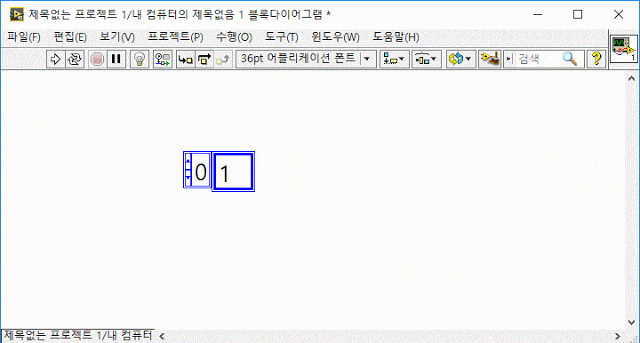 제목없는 프로젝트 1/내 컴퓨터의 제목없음 1 블록다이어그램 *
파일(F) 편집(E) 보기(V) 프로젝트(P) 수행(O) 도구(T) 윈도우(W) 도움말(H)
36pt 어플리케이션 폰트 검색 ? 1
0 1
제목없는 프로젝트 1/내 컴퓨터